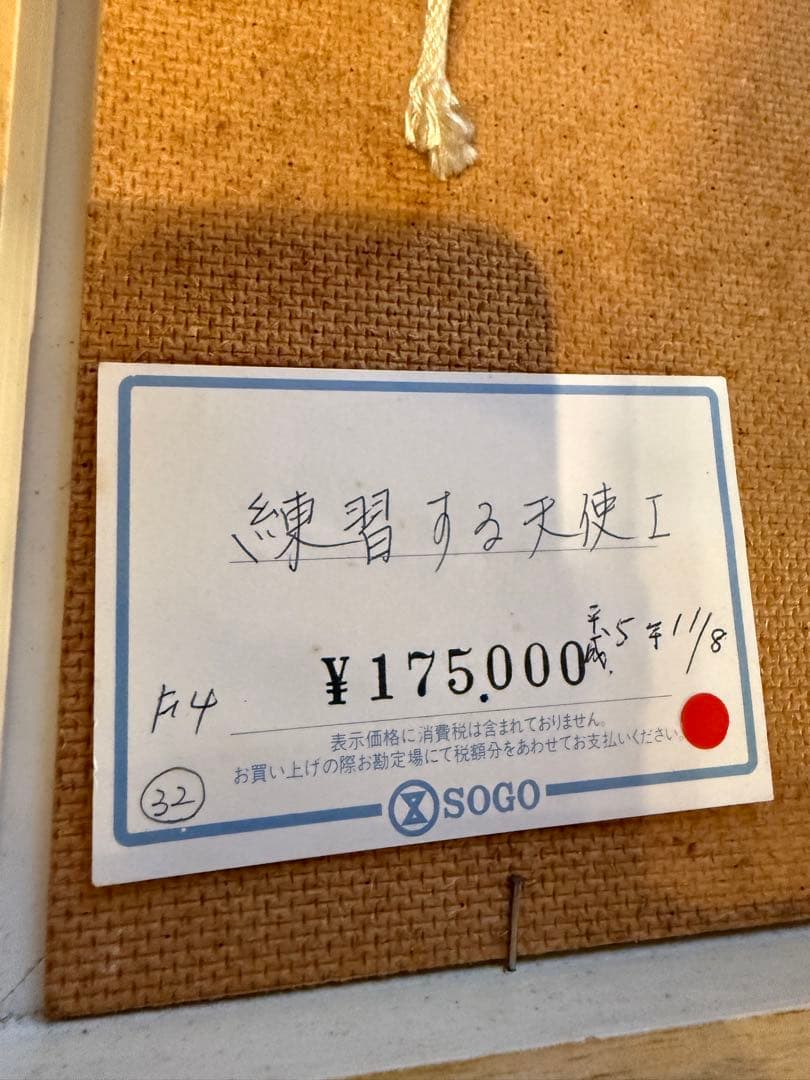 練習する天使I
¥175.000
平成5年11/8
表示価格に消費税は含まれておりません。
お買い上げの際お勘定場にて税額分をあわせてお支払いください。
32
SOGO